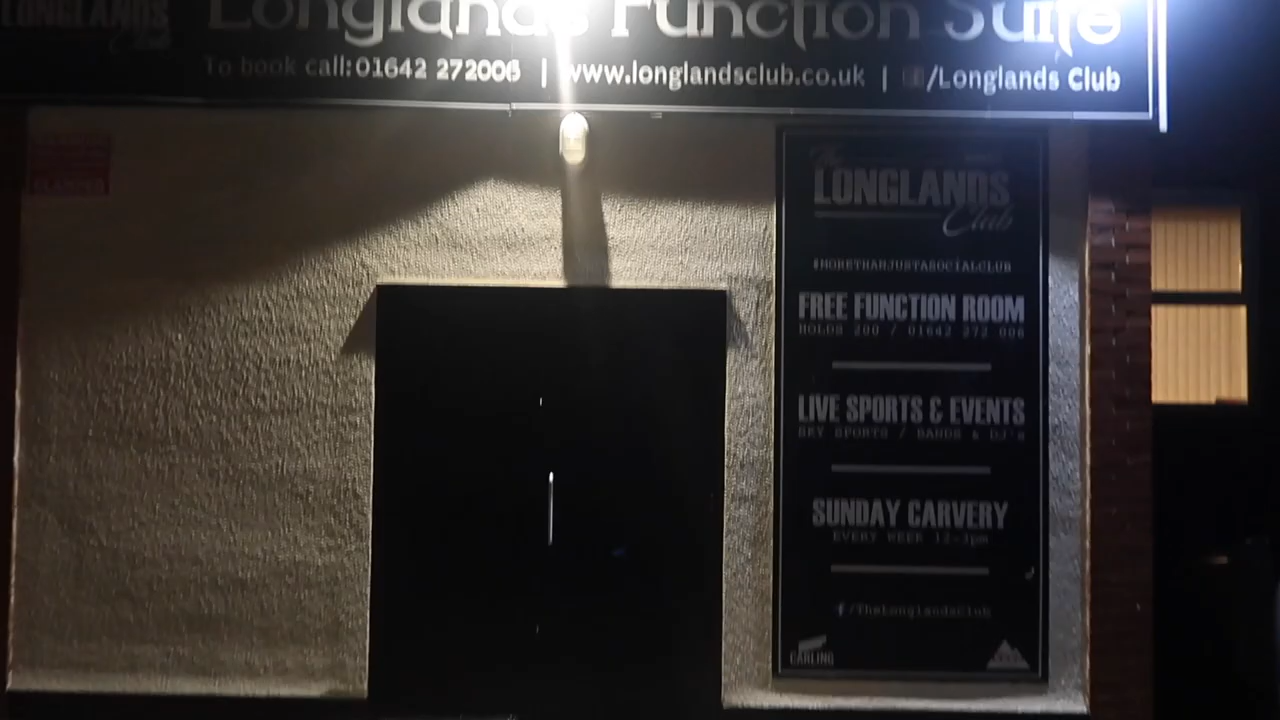 LONGLANDS
Longlands Function Suite
To book call: 01642 272006 | www.longlandsclub.co.uk | /Longlands Club
The
LONGLANDS
Club
#MORETHANJUSTASOCIALCLUB
FREE FUNCTION ROOM
HOLDS 200 / 01642 272 006
LIVE SPORTS & EVENTS
SKY SPORTS / BANDS & DJ's
SUNDAY CARVERY
EVERY WEEK 12-3pm
f/TheLonglandsClub
CARLING